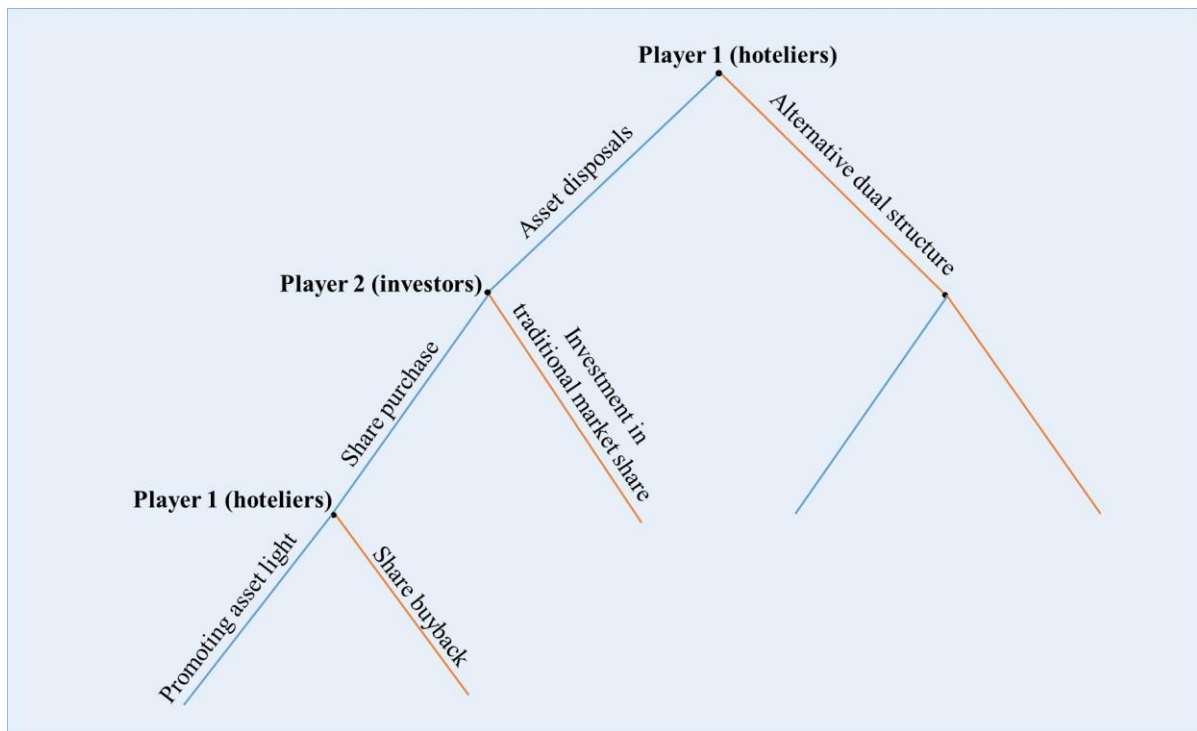 Player 1 (hoteliers)
Asset disposals
Alternative dual structure
Player 2 (investors)
Share purchase
Investment in
traditional market share
Player 1 (hoteliers)
Promoting asset light
Share buyback